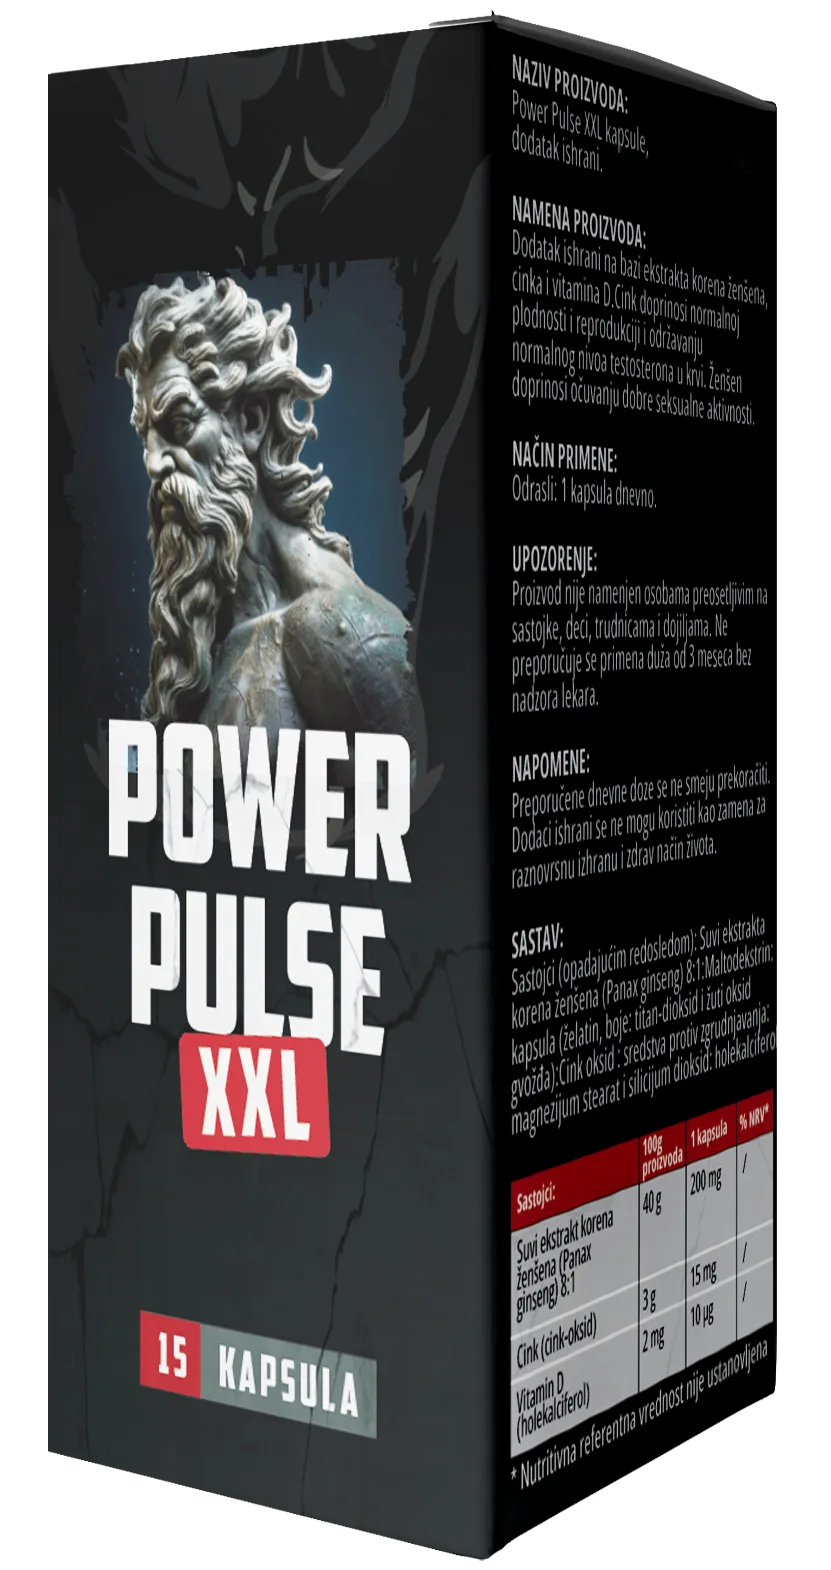 POWER
PULSE
XXL
15 KAPSULA
NAZIV PROIZVODA:
Power Pulse XXL kapsule,
dodatak ishrani.
NAMENA PROIZVODA:
Dodatak ishrani na bazi ekstrakta korena ženšena,
cinka i vitamina D.Cink doprinosi normalnoj
plodnosti i reprodukciji i održavanju
normalnog nivoa testosterona u krvi. Ženšen
doprinosi očuvanju dobre seksualne aktivnosti.
NAČIN PRIMENE:
Odrasli: 1 kapsula dnevno.
UPOZORENJE:
Proizvod nije namenjen osobama preosetljivim na
sastojke, deci, trudnicama i dojiljama. Ne
preporučuje se primena duža od 3 meseca bez
nadzora lekara.
NAPOMENE:
Preporučene dnevne doze se ne smeju prekoračiti.
Dodaci ishrani se ne mogu koristiti kao zamena za
raznovrsnu izhranu i zdrav način života.
SASTAV:
Sastojci (opadajućim redosledom): Suvi ekstrakta
korena ženšena (Panax ginseng) 8:1:Maltodekstrin:
kapsula (želatin, boje: titan-dioksid i žuti oksid
gvožđa):Cink oksid : sredstva protiv zgrudnjavanja:
magnezijum stearat i silicijum dioksid: holekalcifero
Sastojci: 100g proizvoda 1 kapsula % NRV*
Suvi ekstrakt korena 40 g 200 mg /
ženšena (Panax
ginseng) 8:1
Cink (cink-oksid) 3 g 15 mg /
Vitamin D 2 mg 10 µg /
(holekalciferol)
* Nutritivna referentna vrednost nije ustanovljena